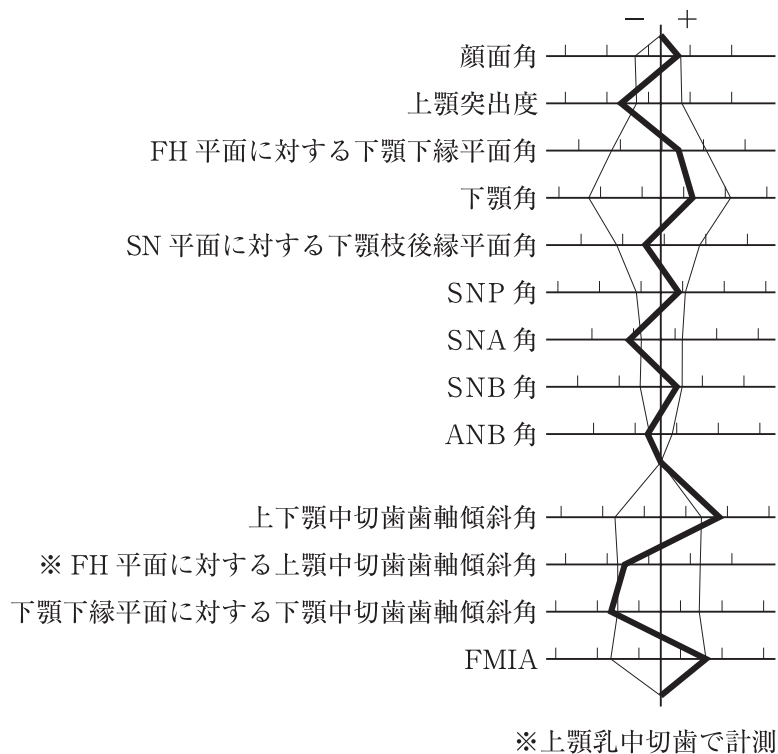 − +
顔面角
上顎突出度
FH 平面に対する下顎下縁平面角
下顎角
SN 平面に対する下顎枝後縁平面角
SNP 角
SNA 角
SNB 角
ANB 角
上下顎中切歯歯軸傾斜角
※ FH 平面に対する上顎中切歯歯軸傾斜角
下顎下縁平面に対する下顎中切歯歯軸傾斜角
FMIA
※上顎乳中切歯で計測